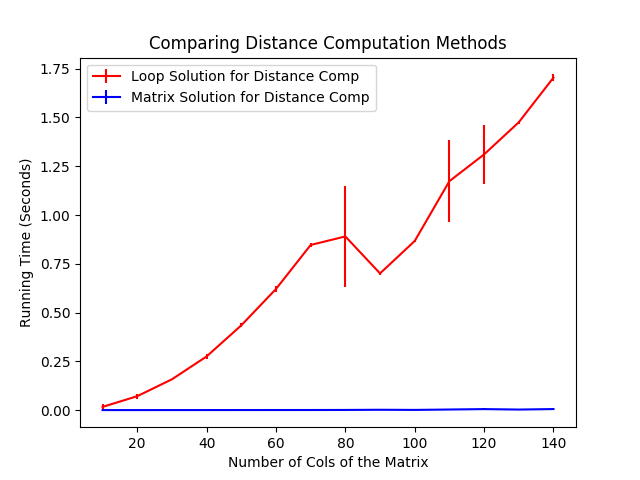 Comparing Distance Computation Methods
Loop Solution for Distance Comp
Matrix Solution for Distance Comp
Running Time (Seconds)
1.75
1.50
1.25
1.00
0.75
0.50
0.25
0.00
20 40 60 80 100 120 140
Number of Cols of the Matrix